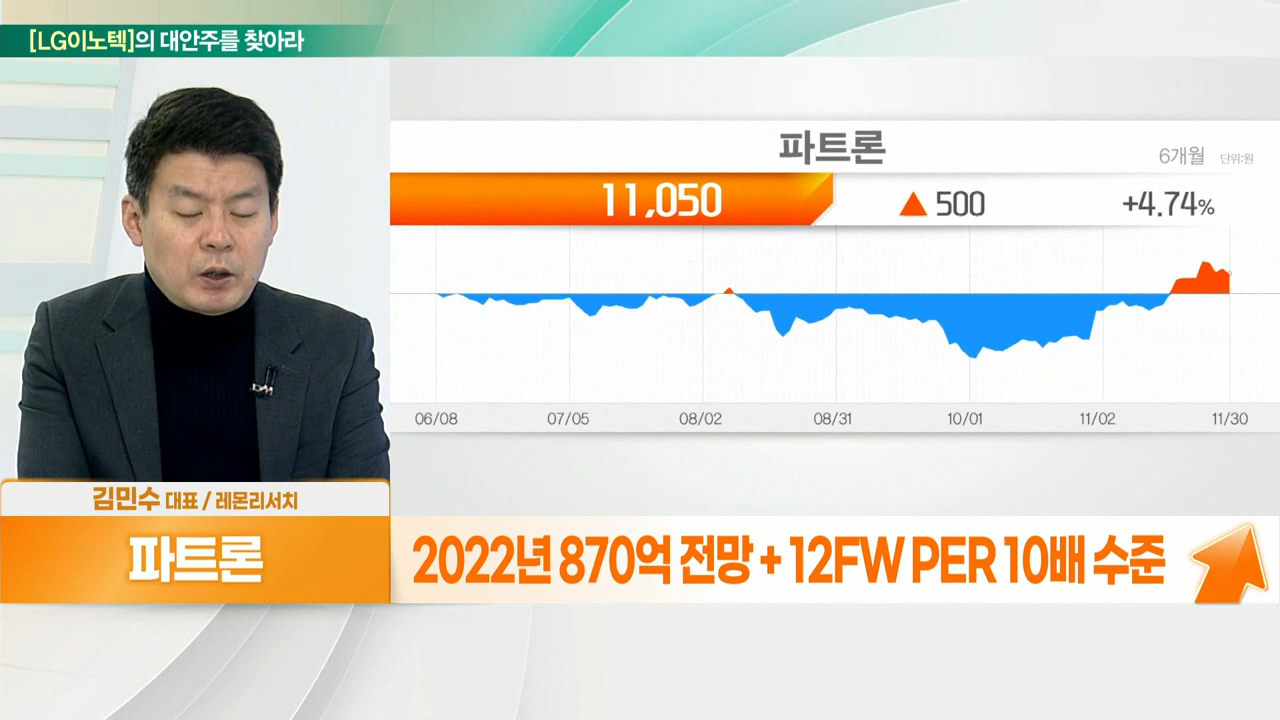 [LG이노텍]의 대안주를 찾아라
파트론
6개월 단위:원
11,050 ▲ 500 +4.74%
06/08 07/05 08/02 08/31 10/01 11/02 11/30
김민수 대표 / 레몬리서치
파트론
2022년 870억 전망 + 12FW PER 10배 수준